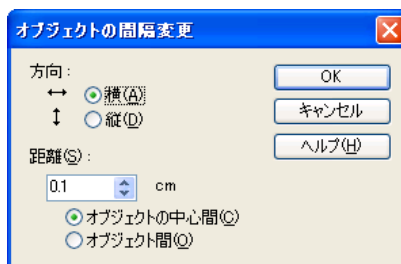 オブジェクトの間隔変更
方向:
横(A)
縦(D)
距離(S):
0.1 cm
オブジェクトの中心間(C)
オブジェクト間(O)
OK
キャンセル
ヘルプ(H)